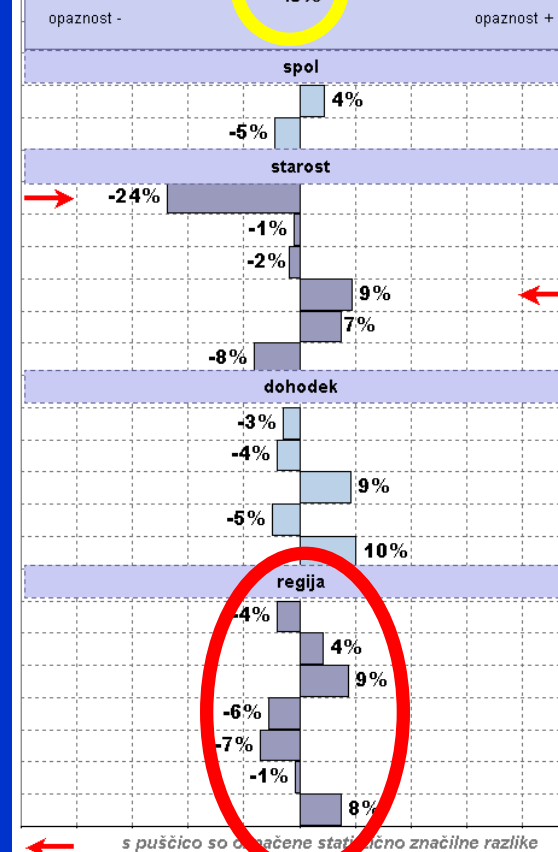 opaznost -
opaznost +
spol
4%
-5%
starost
-24%
-1%
-2%
9%
7%
-8%
dohodek
-3%
-4%
9%
-5%
10%
regija
-4%
4%
9%
-6%
-7%
-1%
8%
s puščico so označene statistično značilne razlike